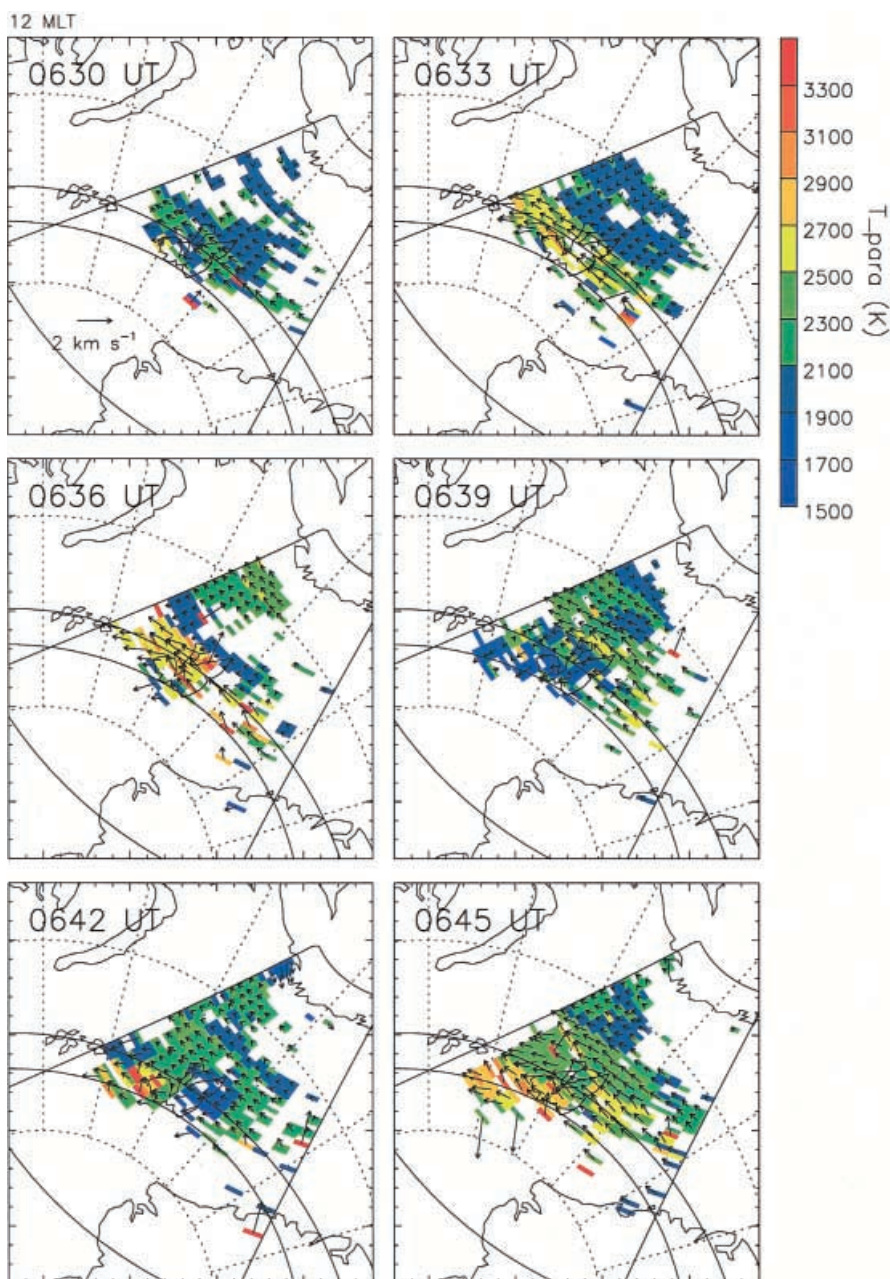 12 MLT
0630 UT
0633 UT
2 km s⁻¹
3300
3100
2900
2700
2500
2300
2100
1900
1700
1500
T_para (K)
0636 UT
0639 UT
0642 UT
0645 UT